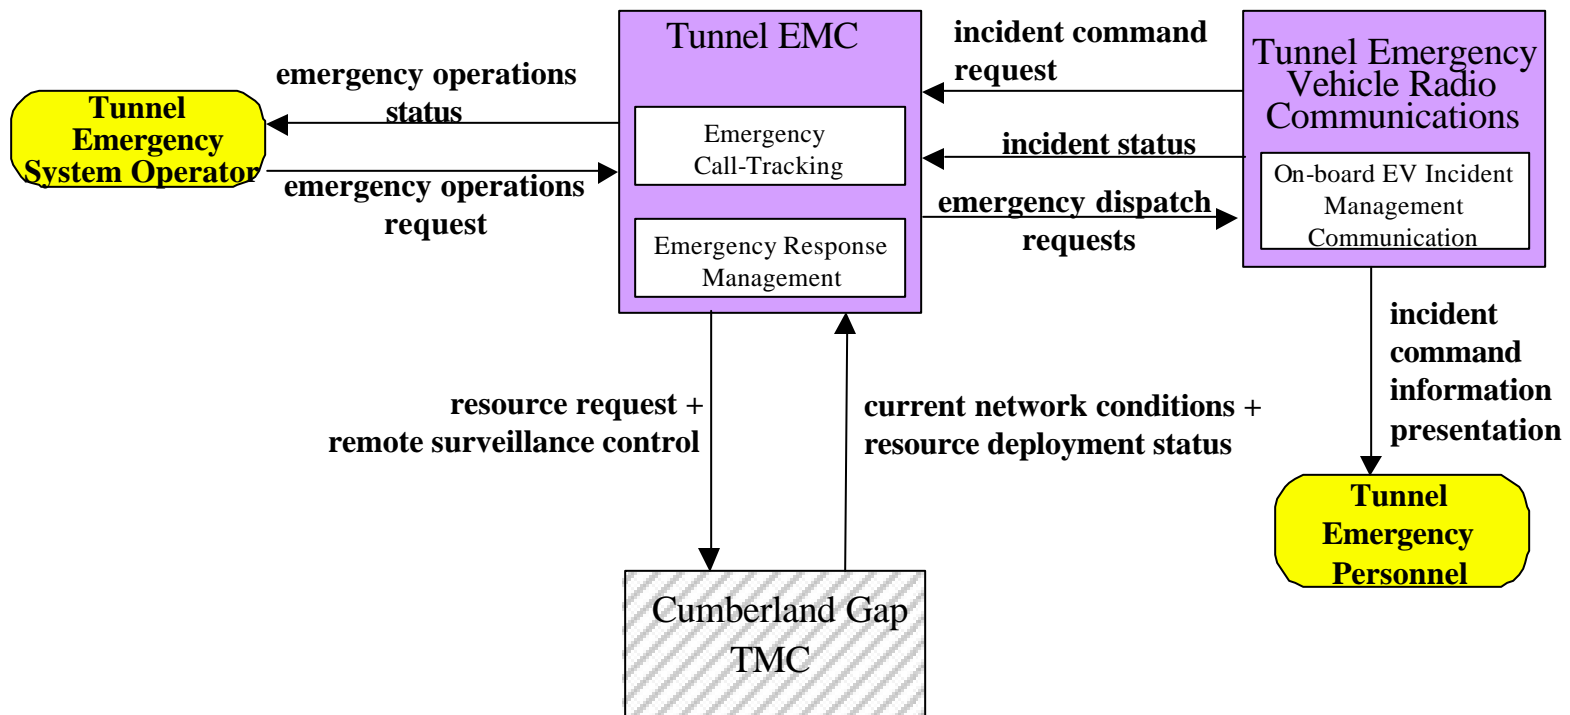 Tunnel EMC
Emergency
Call-Tracking
Emergency Response
Management
incident command
request
Tunnel Emergency
Vehicle Radio
Communications
On-board EV Incident
Management
Communication
emergency operations
status
Tunnel
Emergency
System Operator
emergency operations
request
incident status
emergency dispatch
requests
incident
command
information
presentation
resource request +
remote surveillance control
current network conditions +
resource deployment status
Tunnel
Emergency
Personnel
Cumberland Gap
TMC